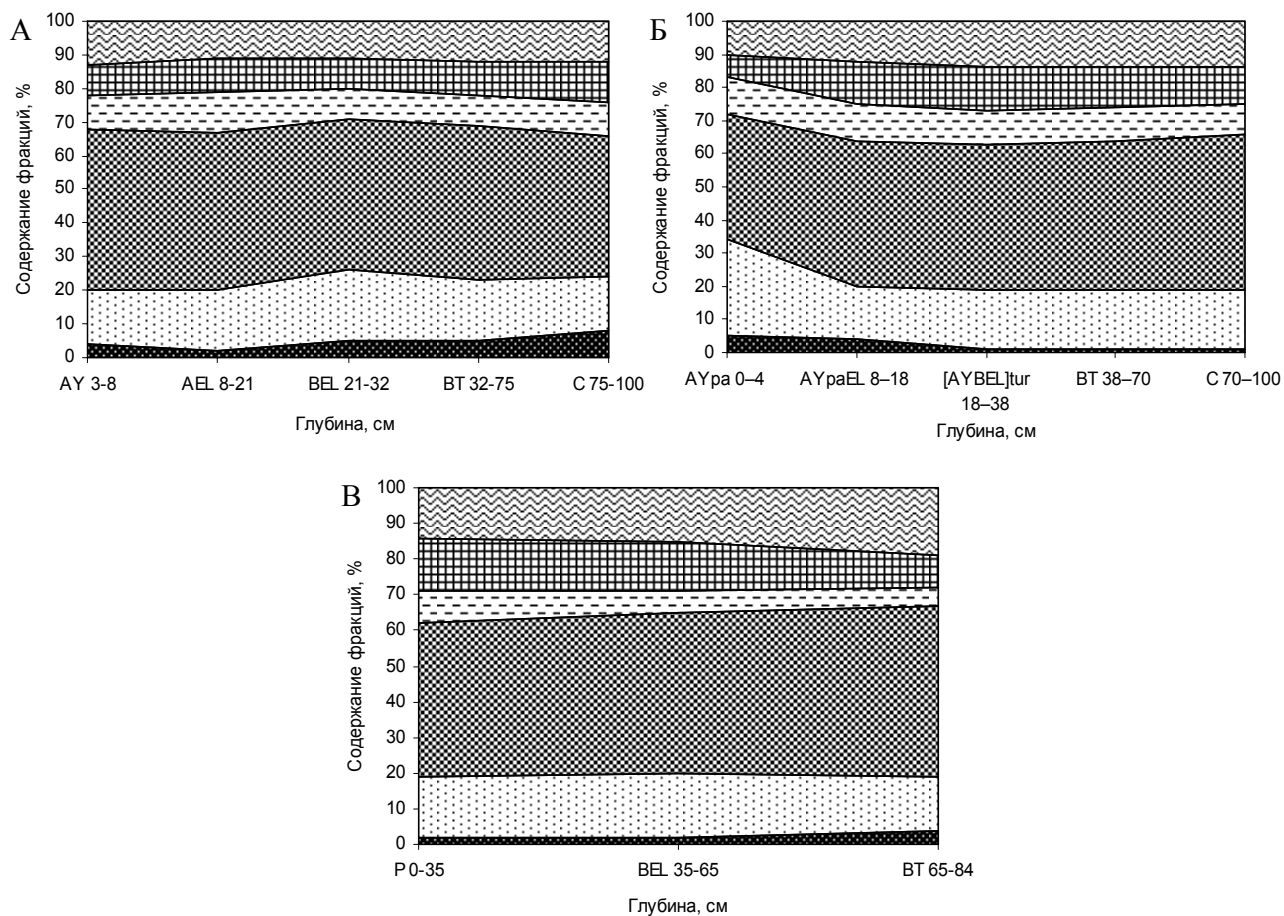 А
Содержание фракций, %
100
90
80
70
60
50
40
30
20
10
0
AY 3-8 AEL 8-21 BEL 21-32 BT 32-75 C 75-100
Глубина, см
Б
Содержание фракций, %
100
90
80
70
60
50
40
30
20
10
0
AYpa 0–4 AYpaEL 8–18 [AYBEL]tur BT 38–70 C 70–100
18–38
Глубина, см
В
Содержание фракций, %
100
90
80
70
60
50
40
30
20
10
0
P 0-35 BEL 35-65 BT 65-84
Глубина, см